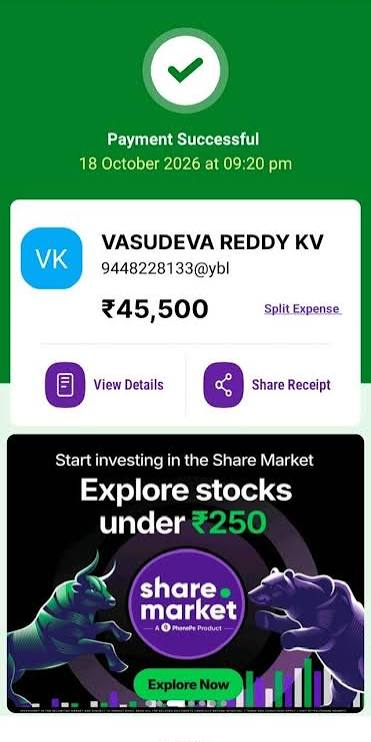 Payment Successful
18 October 2026 at 09:20 pm
VK
VASUDEVA REDDY KV
9448228133@ybl
₹45,500
Split Expense
View Details
Share Receipt
Start investing in the Share Market
Explore stocks
under ₹250
share.
market
A PhonePe Product
Explore Now